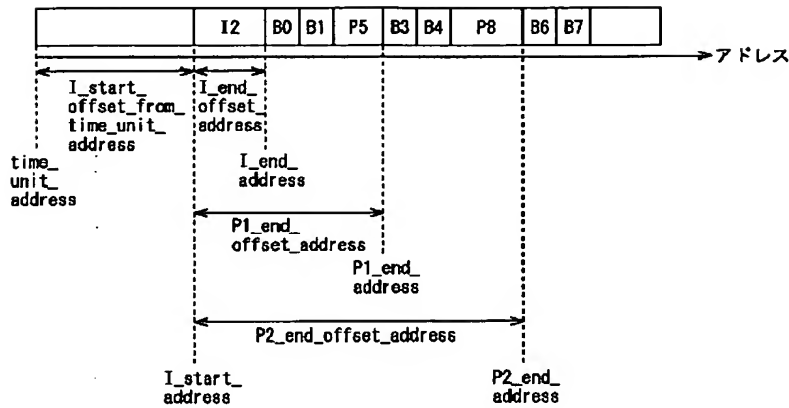 I2 B0 B1 P5 B3 B4 P8 B6 B7
アドレス
I_start_
offset_from_
time_unit_
address
I_end_
offset_
address
time_
unit_
address
I_end_
address
P1_end_
offset_address
P1_end_
address
P2_end_offset_address
I_start_
address
P2_end_
address